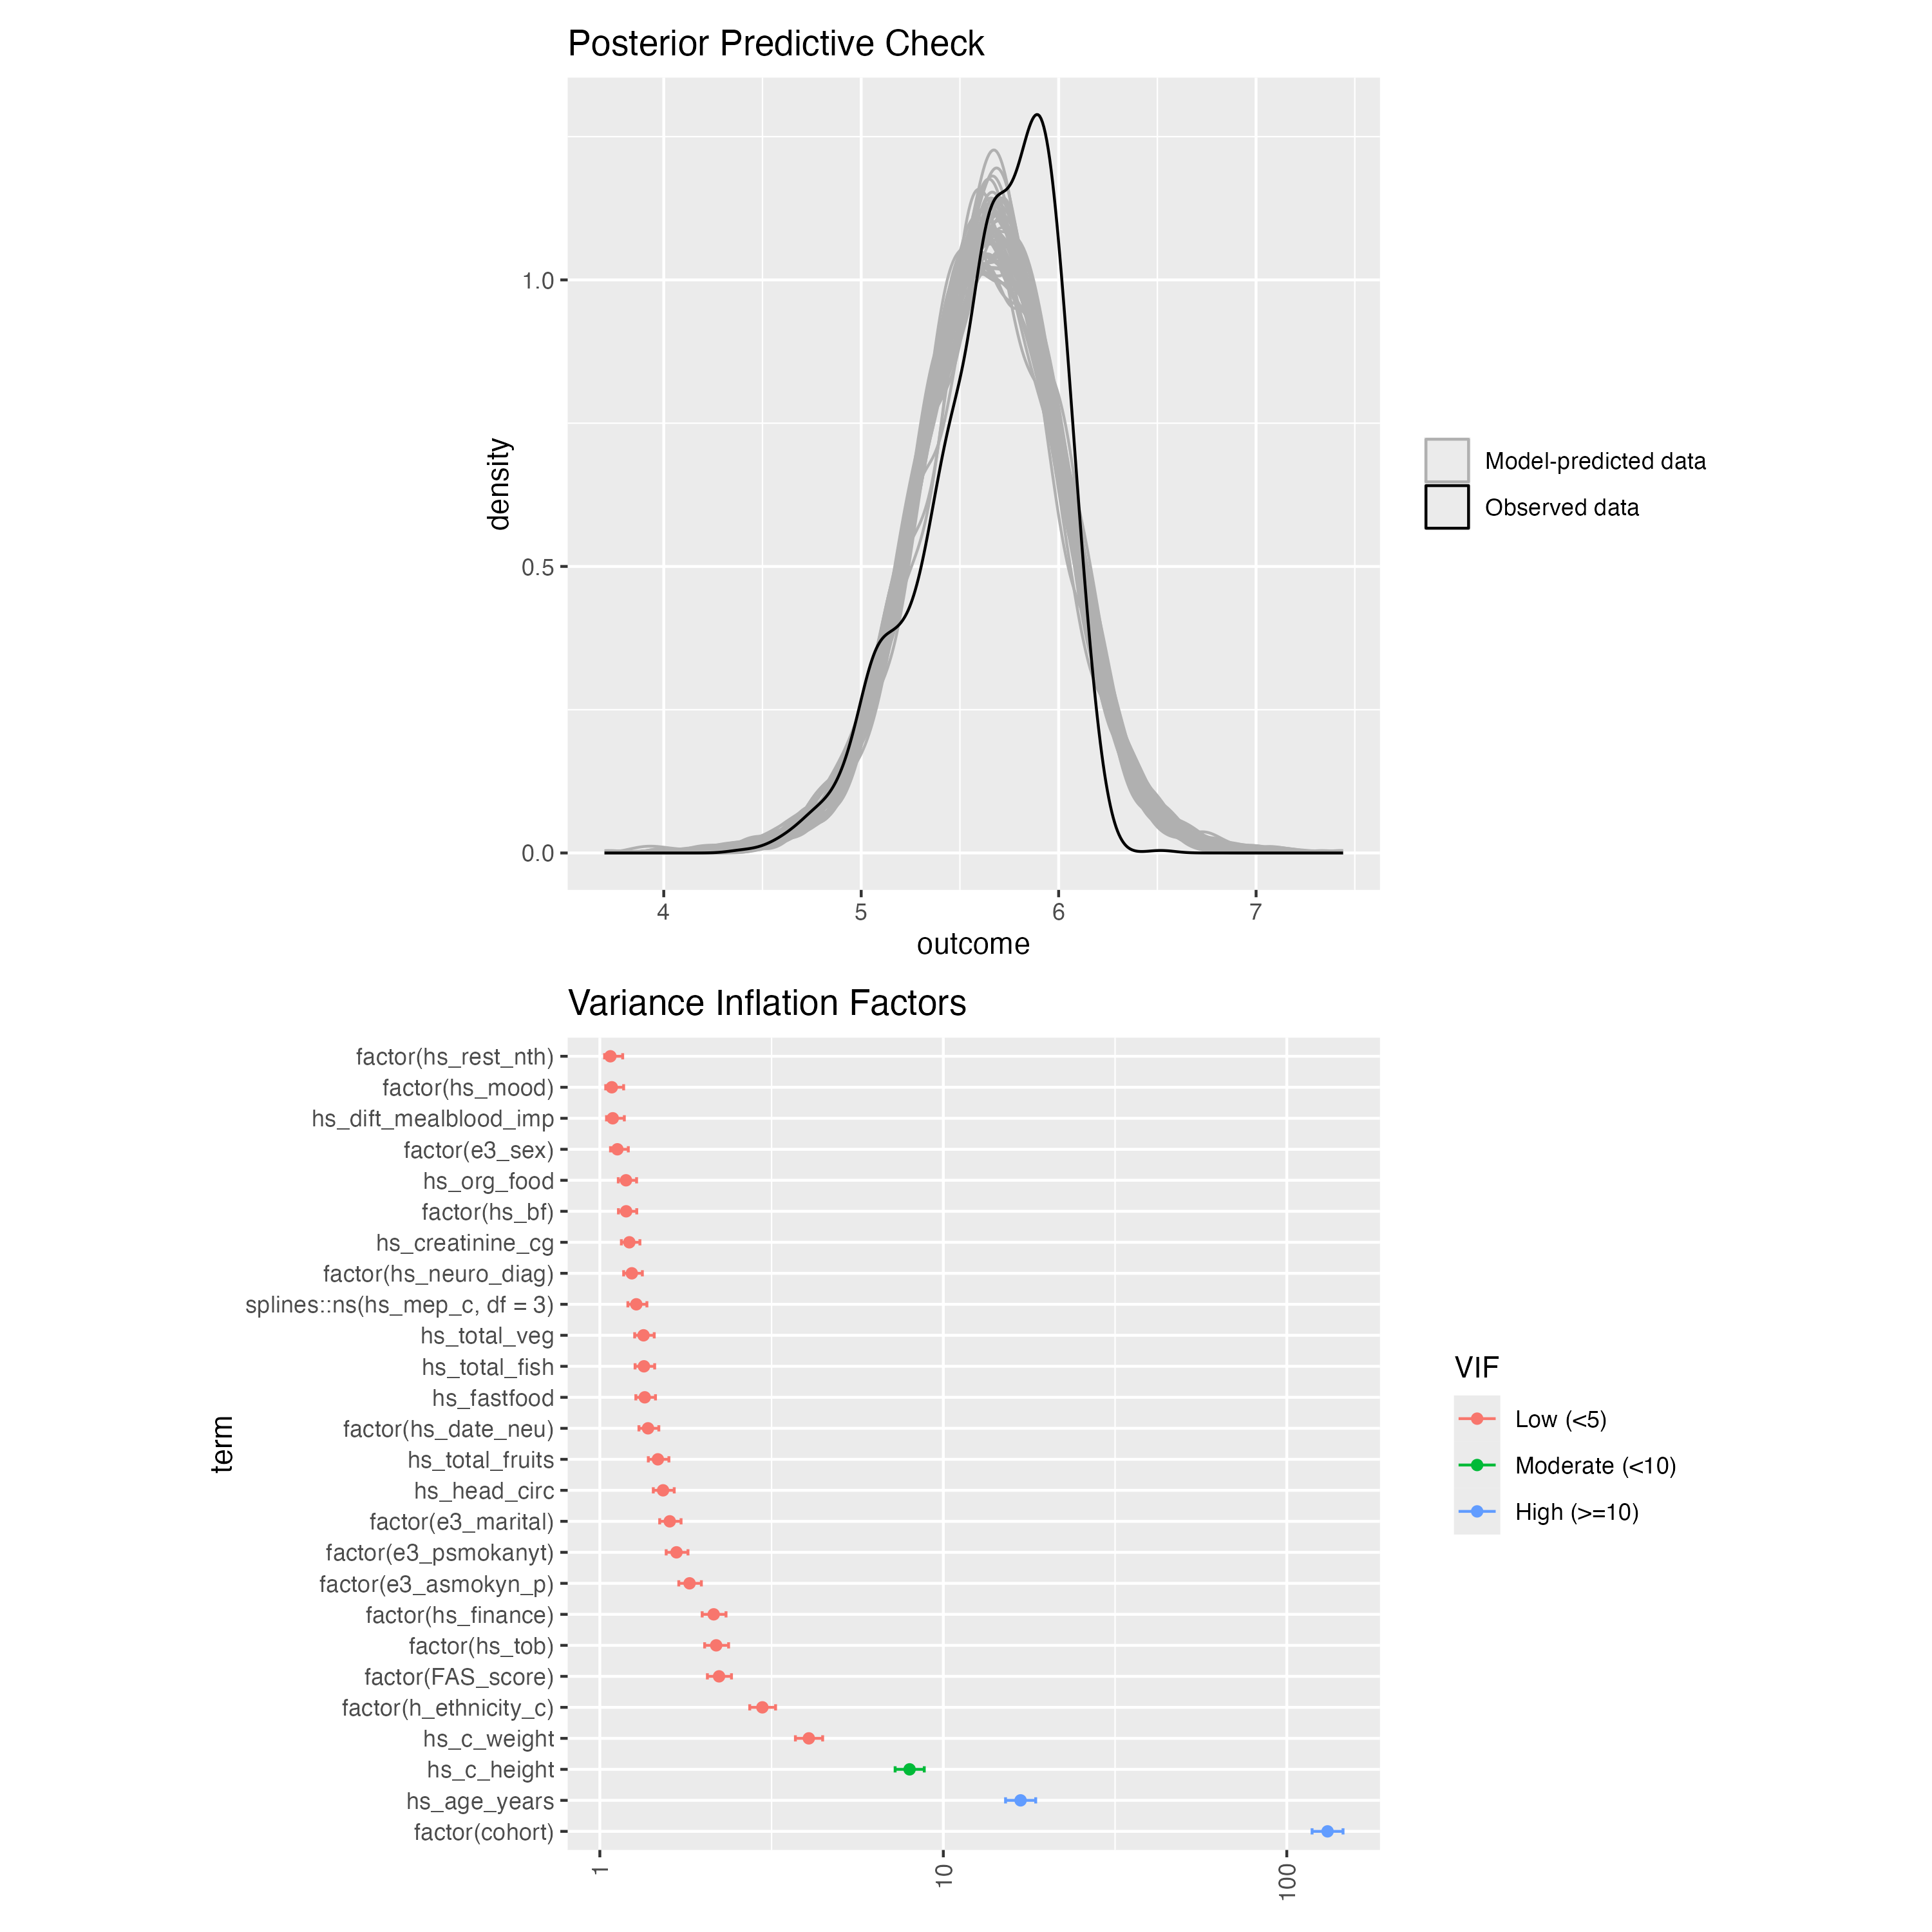 Posterior Predictive Check
density
1.0
0.5
0.0
4 5 6 7
outcome
Model-predicted data
Observed data
Variance Inflation Factors
term
factor(hs_rest_nth)
factor(hs_mood)
hs_dift_mealblood_imp
factor(e3_sex)
hs_org_food
factor(hs_bf)
hs_creatinine_cg
factor(hs_neuro_diag)
splines::ns(hs_mep_c, df = 3)
hs_total_veg
hs_total_fish
hs_fastfood
factor(hs_date_neu)
hs_total_fruits
hs_head_circ
factor(e3_marital)
factor(e3_psmokanyt)
factor(e3_asmokyn_p)
factor(hs_finance)
factor(hs_tob)
factor(FAS_score)
factor(h_ethnicity_c)
hs_c_weight
hs_c_height
hs_age_years
factor(cohort)
1 10 100
VIF
Low (<5)
Moderate (<10)
High (>=10)